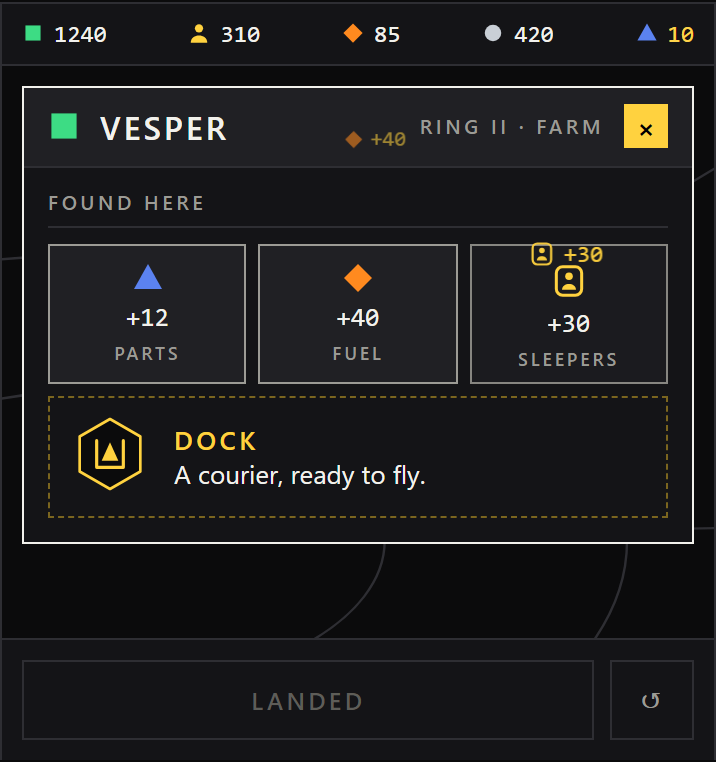 1240 310 85 420 10
VESPER +40 RING II · FARM ×
FOUND HERE
+30
+12 +40 +30
PARTS FUEL SLEEPERS
DOCK
A courier, ready to fly.
LANDED ↺